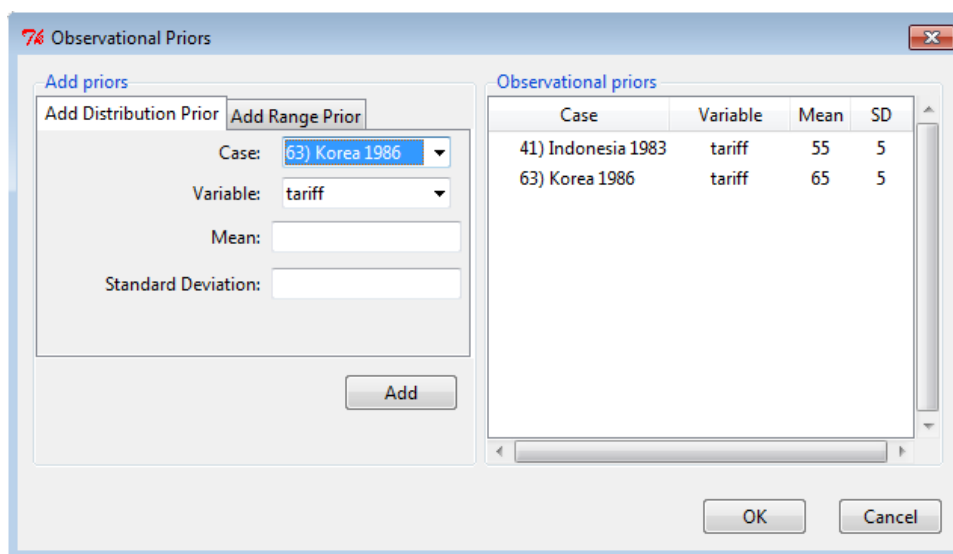 Observational Priors
Add priors
Add Distribution Prior Add Range Prior
Case: 63) Korea 1986
Variable: tariff
Mean:
Standard Deviation:
Add
Observational priors
Case Variable Mean SD
41) Indonesia 1983 tariff 55 5
63) Korea 1986 tariff 65 5
OK Cancel